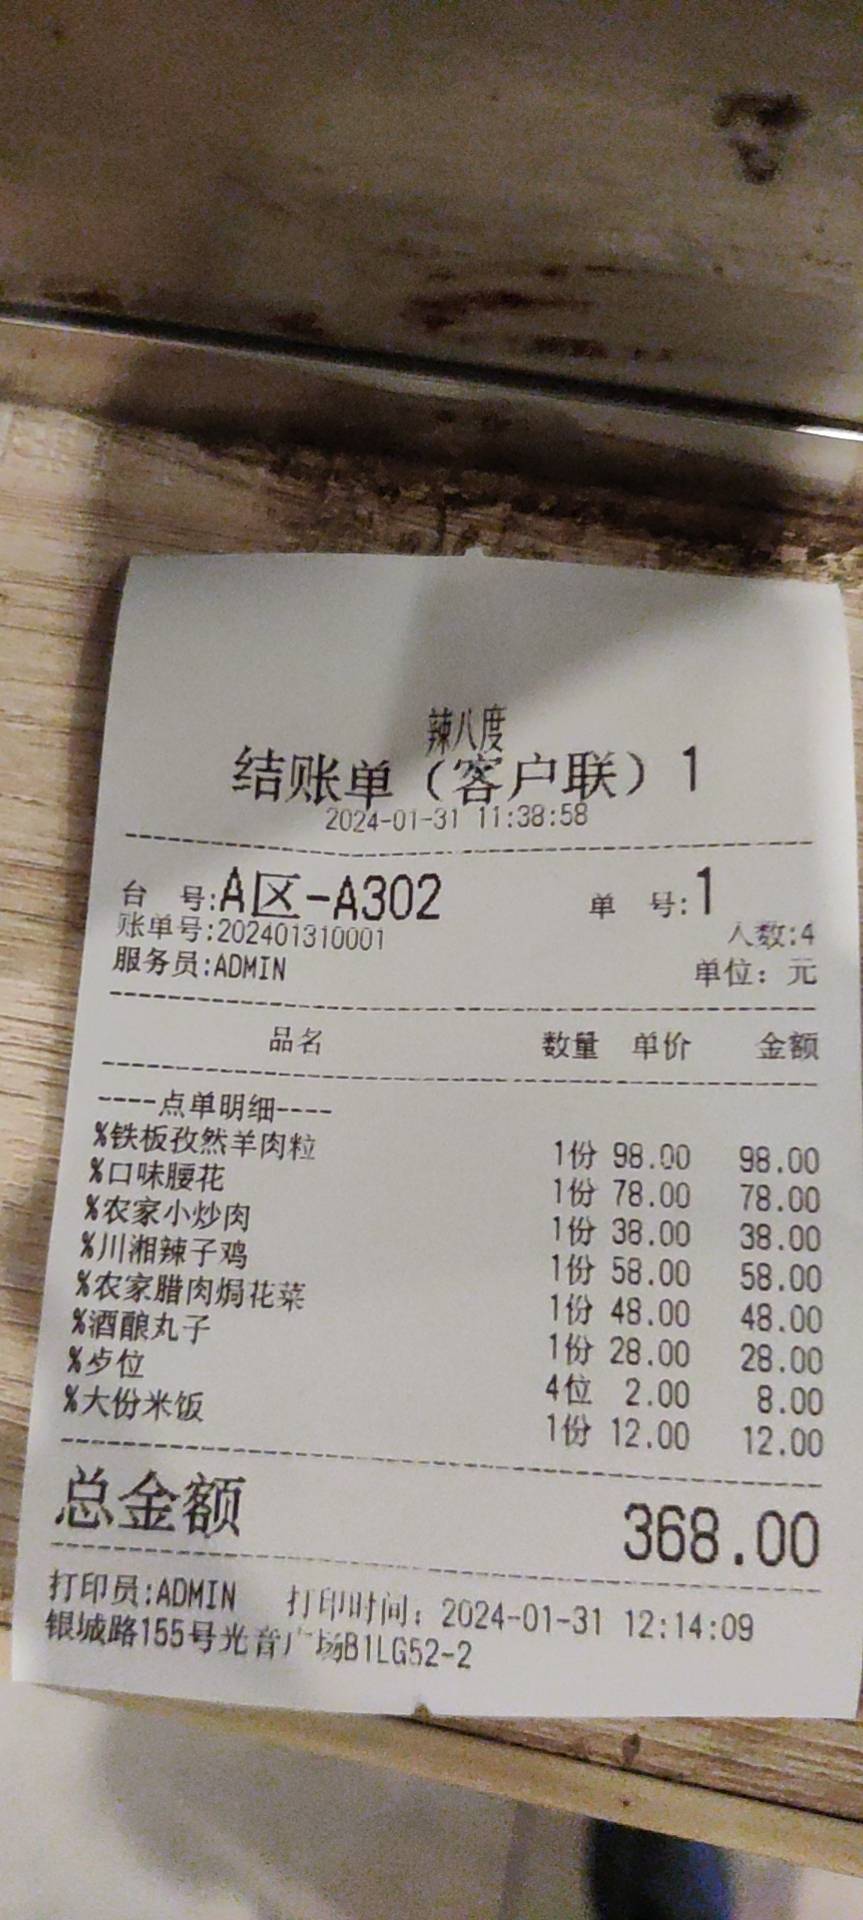 辣八度
结账单（客户联）1
2024-01-31 11:38:58
台 号:A区-A302 单 号:1
账单号:202401310001 人数:4
服务员:ADMIN 单位：元
品名 数量 单价 金额
----点单明细----
%铁板孜然羊肉粒 1份 98.00 98.00
%口味腰花 1份 78.00 78.00
%农家小炒肉 1份 38.00 38.00
%川湘辣子鸡 1份 58.00 58.00
%农家腊肉焗花菜 1份 48.00 48.00
%酒酿丸子 1份 28.00 28.00
%歺位 4位 2.00 8.00
%大份米饭 1份 12.00 12.00
总金额 368.00
打印员:ADMIN 打印时间：2024-01-31 12:14:09
银城路155号光音广场B1LG52-2